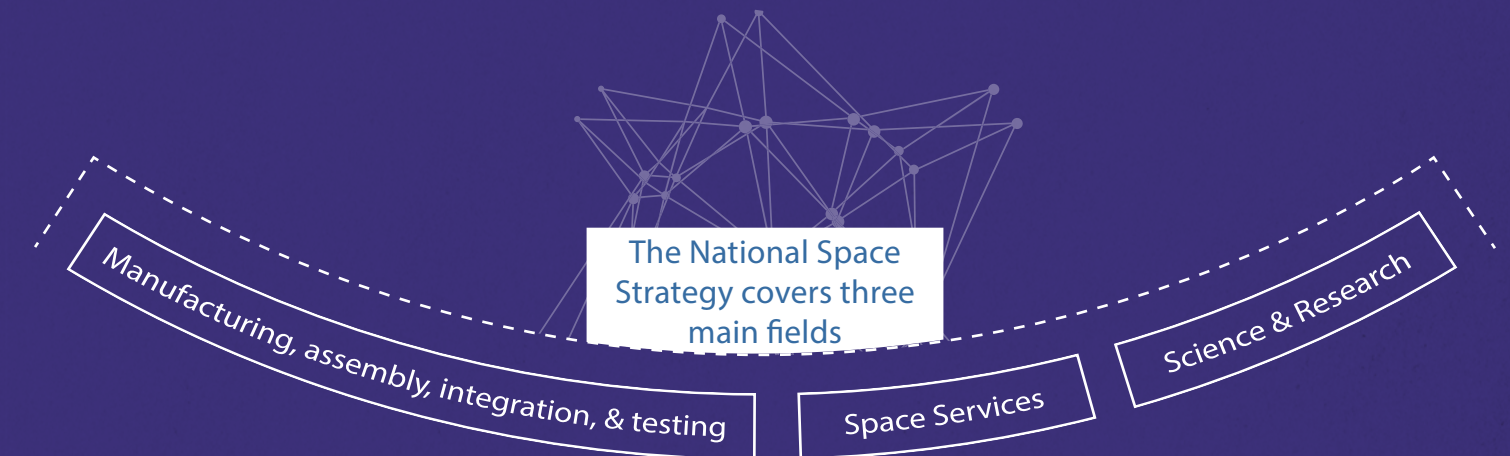 The National Space
Strategy covers three
main fields
Manufacturing, assembly, integration, & testing
Space Services
Science & Research